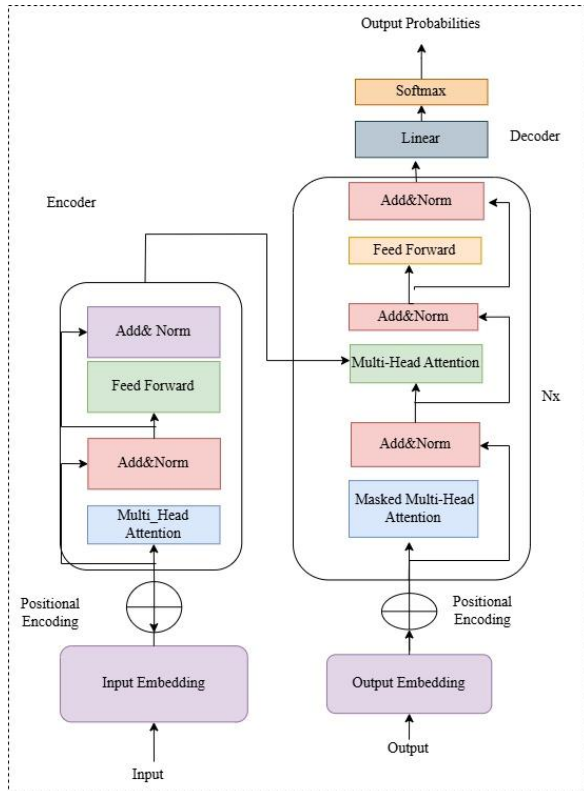 Output Probabilities
Softmax
Linear
Decoder
Add&Norm
Encoder
Feed Forward
Add&Norm
Add& Norm
Multi-Head Attention
Feed Forward
Nx
Add&Norm
Add&Norm
Masked Multi-Head
Attention
Multi_Head
Attention
Positional
Encoding
Positional
Encoding
Input Embedding
Output Embedding
Output
Input